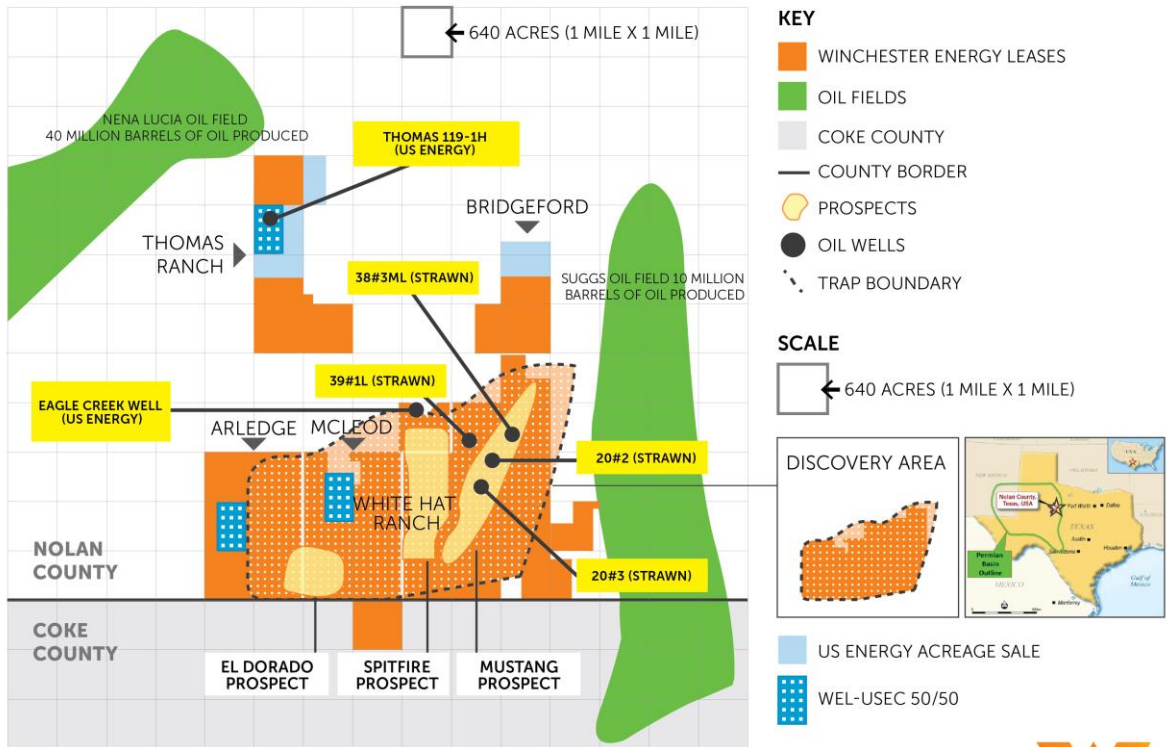 640 ACRES (1 MILE X 1 MILE)
NENA LUCIA OIL FIELD
40 MILLION BARRELS OF OIL PRODUCED
THOMAS 119-1H
(US ENERGY)
BRIDGEFORD
THOMAS
RANCH
38#3ML (STRAWN)
SUGGS OIL FIELD 10 MILLION
BARRELS OF OIL PRODUCED
39#1L (STRAWN)
EAGLE CREEK WELL
(US ENERGY)
ARLEDGE
MCLEOD
20#2 (STRAWN)
WHITE HAT
RANCH
NOLAN
COUNTY
20#3 (STRAWN)
COKE
COUNTY
EL DORADO
PROSPECT
SPITFIRE
PROSPECT
MUSTANG
PROSPECT
KEY
WINCHESTER ENERGY LEASES
OIL FIELDS
COKE COUNTY
COUNTY BORDER
PROSPECTS
OIL WELLS
TRAP BOUNDARY
SCALE
640 ACRES (1 MILE X 1 MILE)
DISCOVERY AREA
USA
Nolan County,
Texas, USA
Fort Worth
Dallas
TEXAS
Austin
Houston
Permian
Basin
Outline
MEXICO
Gulf of
Mexico
Monterrey
US ENERGY ACREAGE SALE
WEL-USEC 50/50